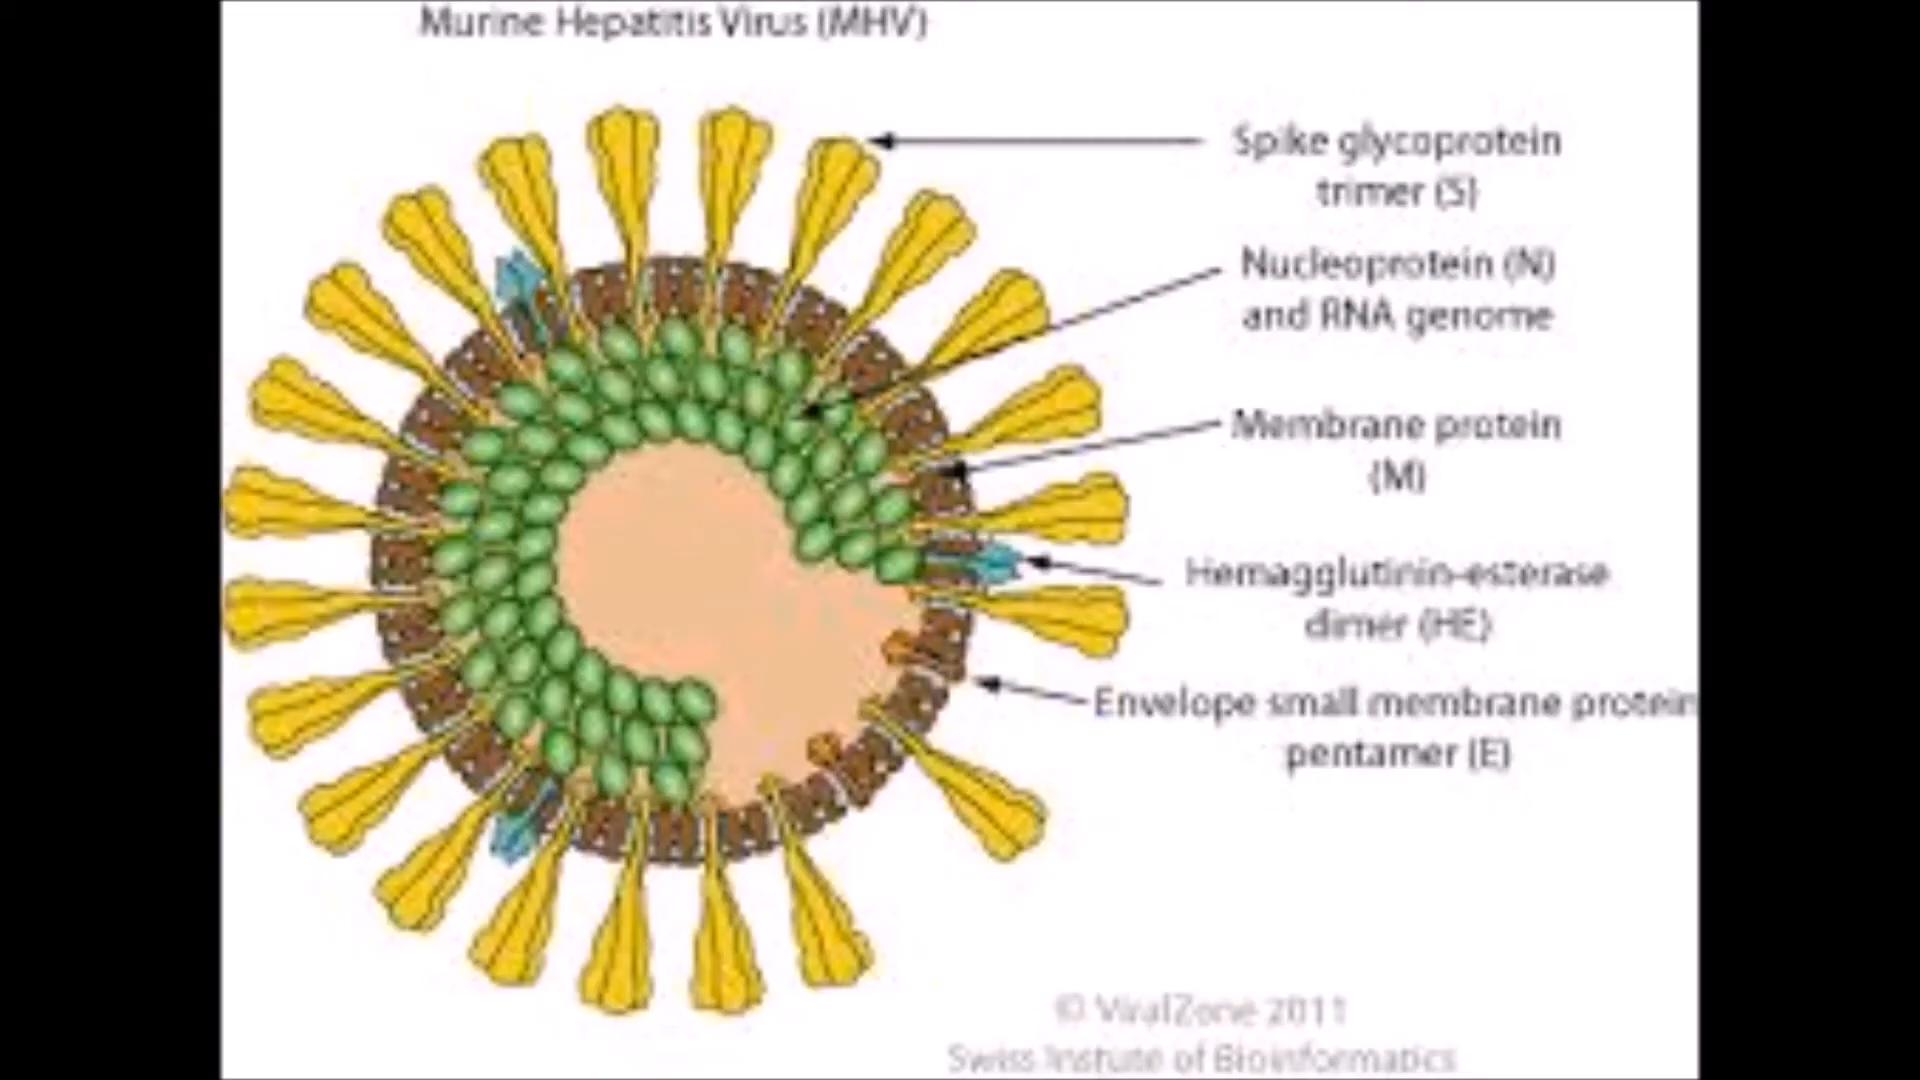 Murine Hepatitis Virus (MHV)
Spike glycoprotein
trimer (S)
Nucleoprotein (N)
and RNA genome
Membrane protein
(M)
Hemagglutinin-esterase
dimer (HE)
Envelope small membrane protein
pentamer (E)
© ViralZone 2011
Swiss Instute of Bioinformatics